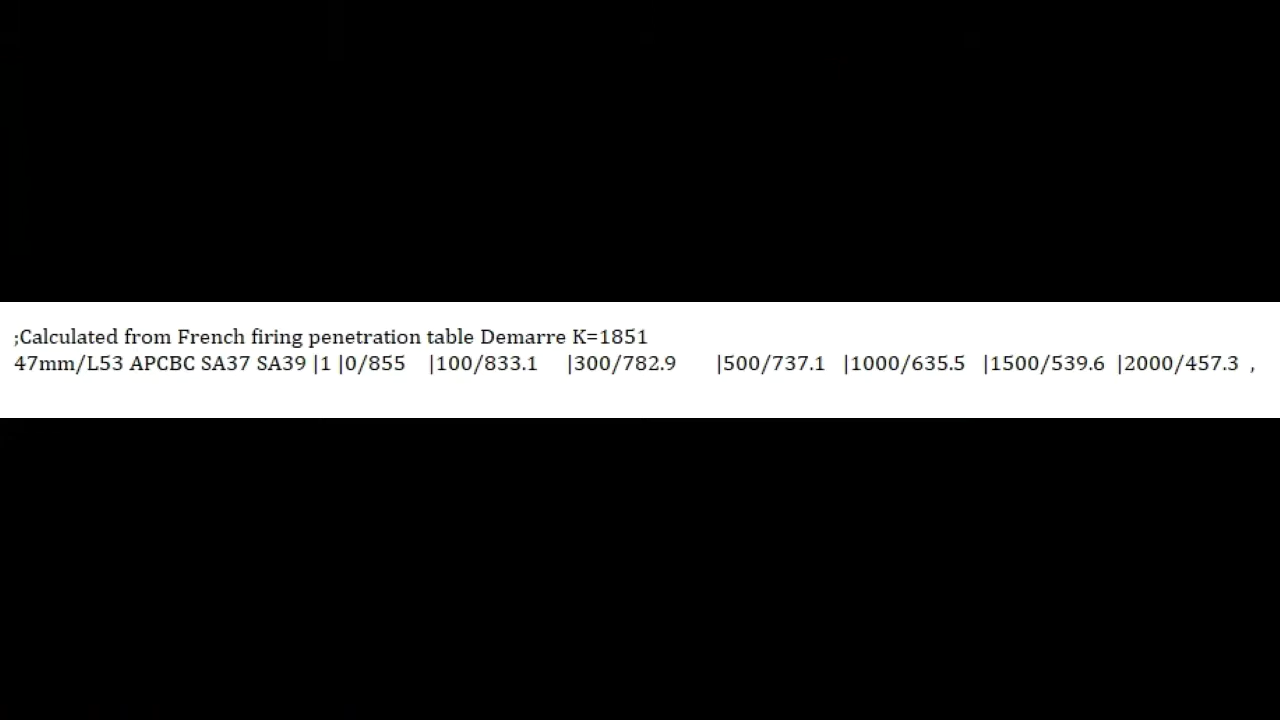 ;Calculated from French firing penetration table Demarre K=1851
47mm/L53 APCBC SA37 SA39 |1 |0/855 |100/833.1 |300/782.9 |500/737.1 |1000/635.5 |1500/539.6 |2000/457.3 ,